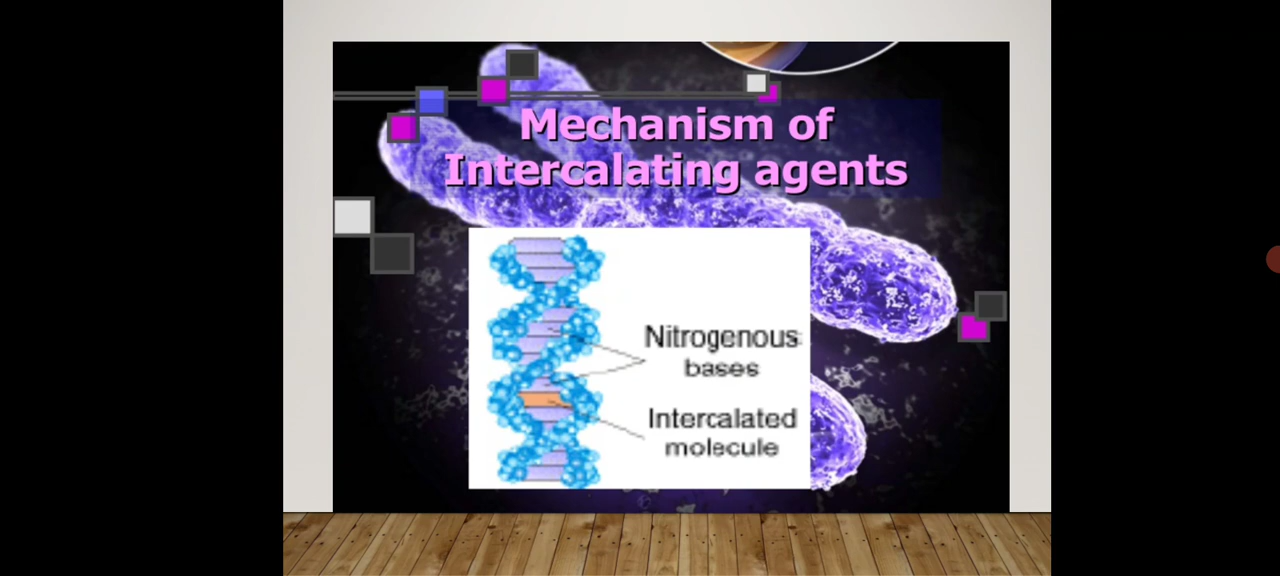 Mechanism of
Intercalating agents
Nitrogenous
bases
Intercalated
molecule